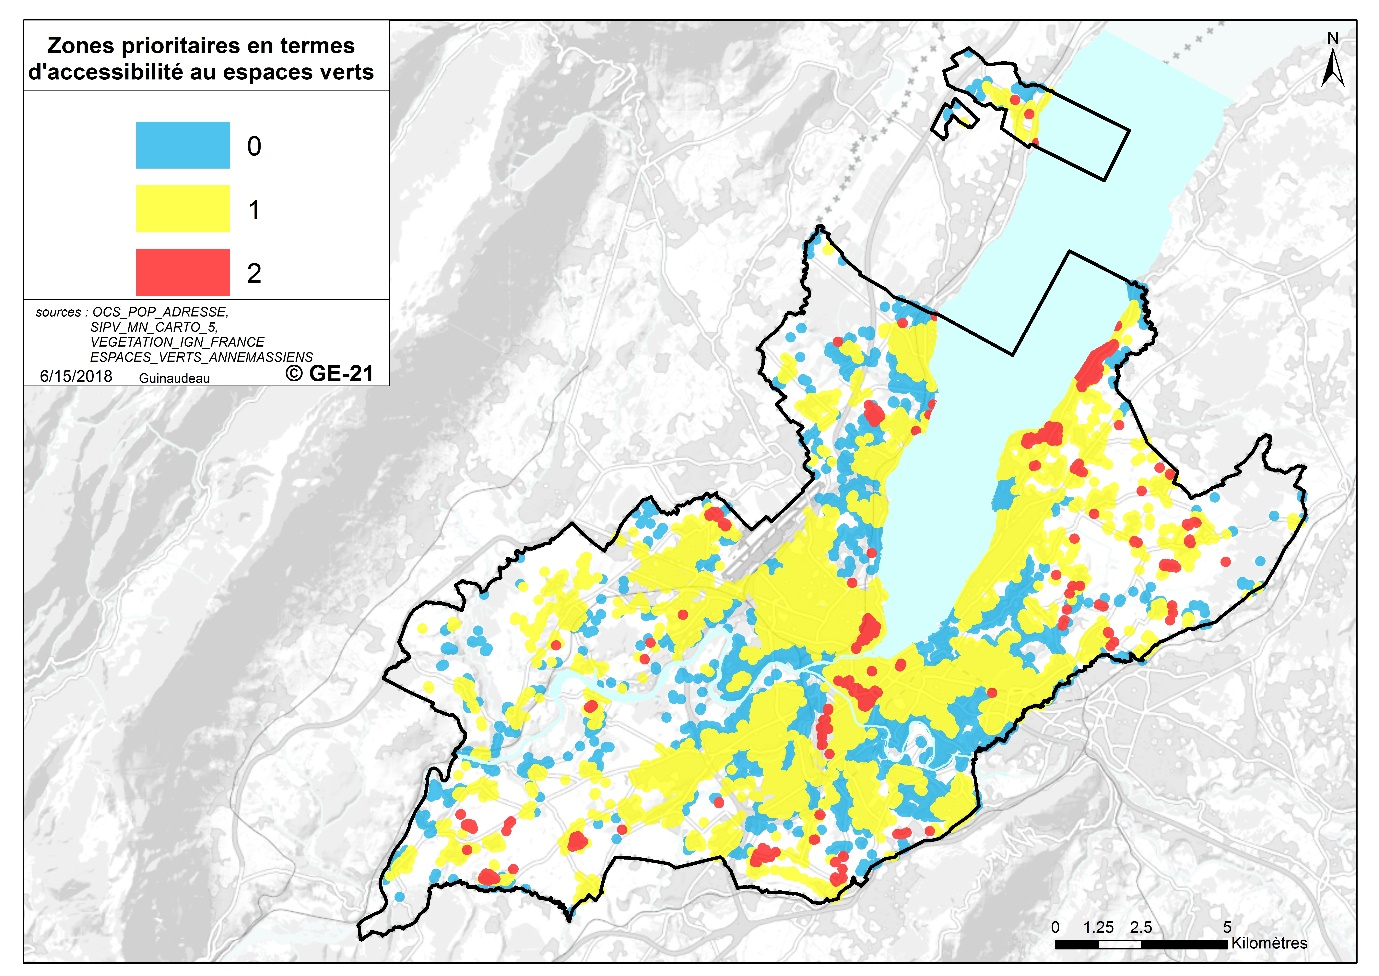 Zones prioritaires en termes
d'accessibilité au espaces verts
0
1
2
sources : OCS_POP_ADRESSE,
SIPV_MN_CARTO_5,
VEGETATION_IGN_FRANCE
ESPACES_VERTS_ANNEMASSIENS
6/15/2018 Guinaudeau © GE-21
N
0 1.25 2.5 5
Kilomètres